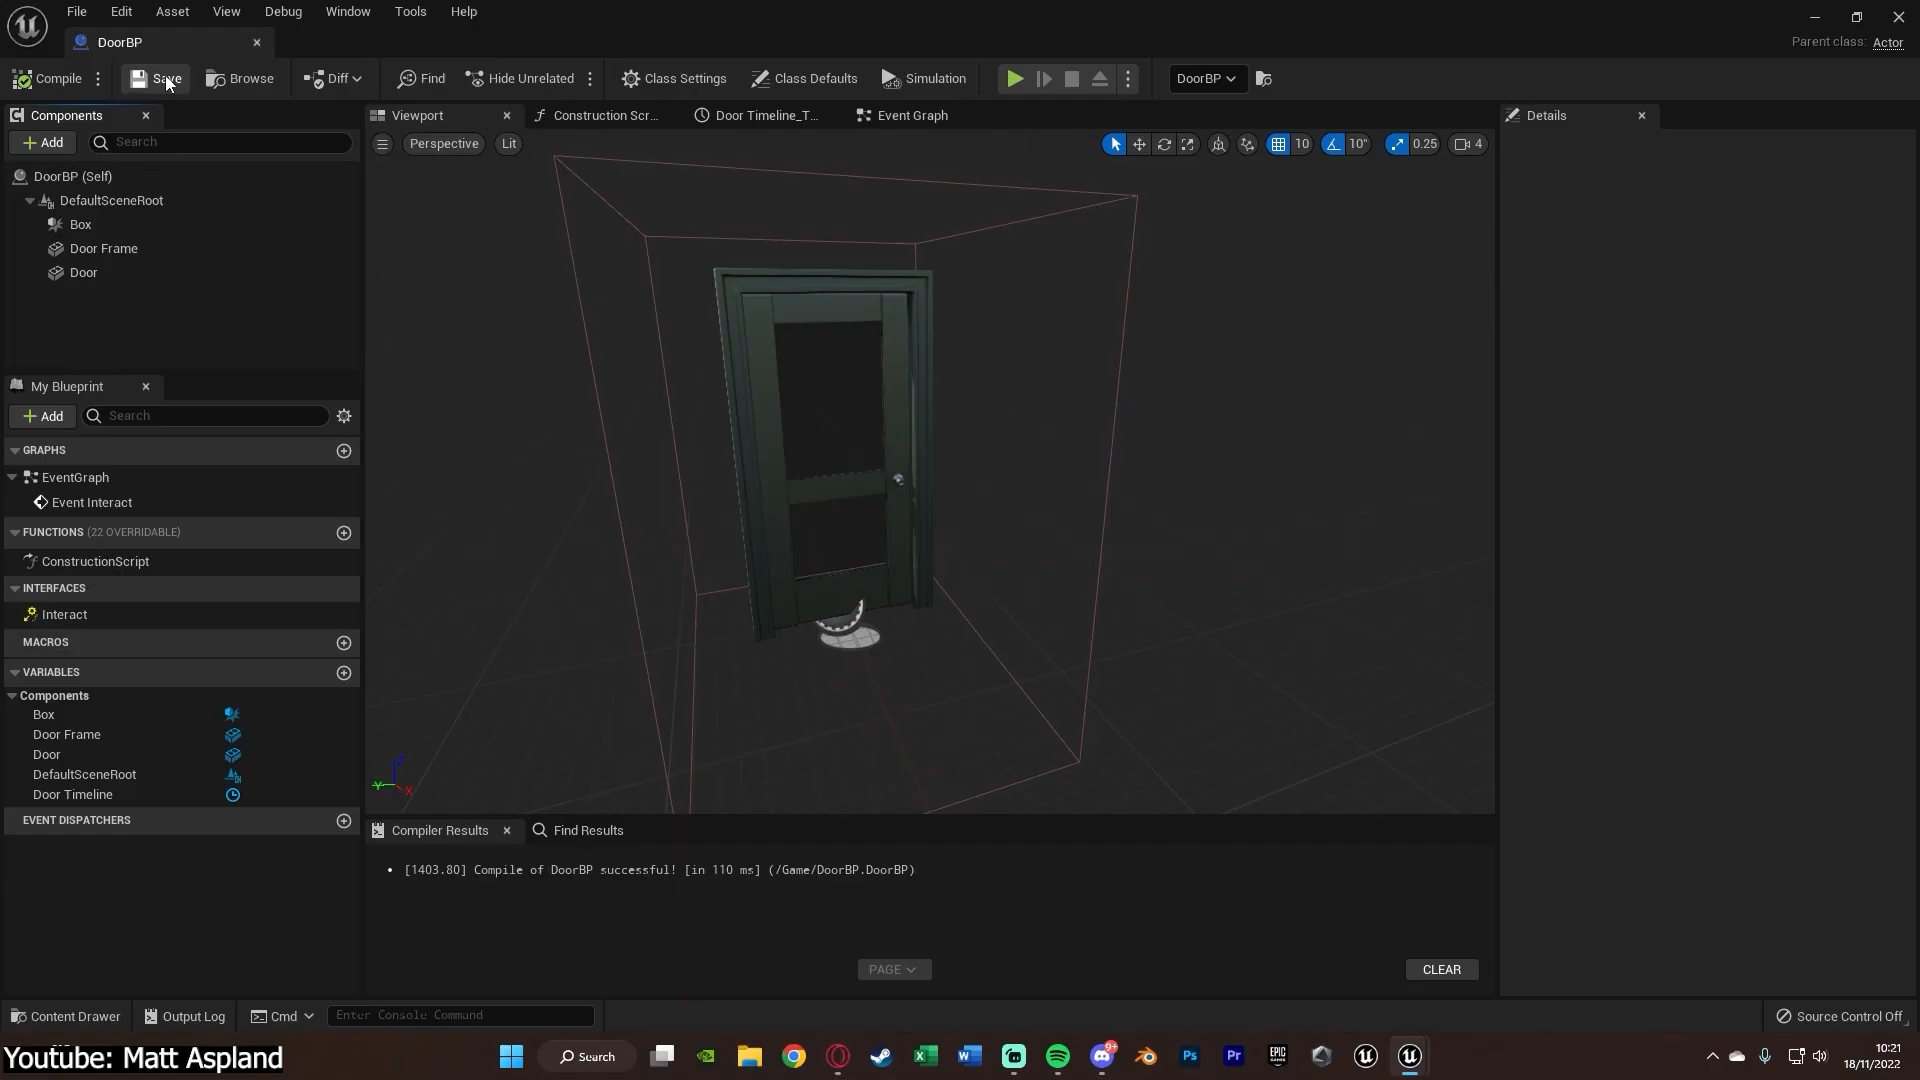 File Edit Asset View Debug Window Tools Help
DoorBP
Parent class: Actor
Compile Save Browse Diff Find Hide Unrelated Class Settings Class Defaults Simulation DoorBP
Components
Add Search
DoorBP (Self)
DefaultSceneRoot
Box
Door Frame
Door
My Blueprint
Add Search
GRAPHS
EventGraph
Event Interact
FUNCTIONS (22 OVERRIDABLE)
ConstructionScript
INTERFACES
Interact
MACROS
VARIABLES
Components
Box
Door Frame
Door
DefaultSceneRoot
Door Timeline
EVENT DISPATCHERS
Viewport Construction Scr... Door Timeline_T... Event Graph
Perspective Lit 10 10° 0.25 4
Z
Y X
Compiler Results Find Results
[1403.80] Compile of DoorBP successful! [in 110 ms] (/Game/DoorBP.DoorBP)
PAGE CLEAR
Details
Content Drawer Output Log Cmd Enter Console Command Source Control Off
Youtube: Matt Aspland
Search
9+
Ps Pr EPIC
10:21
18/11/2022